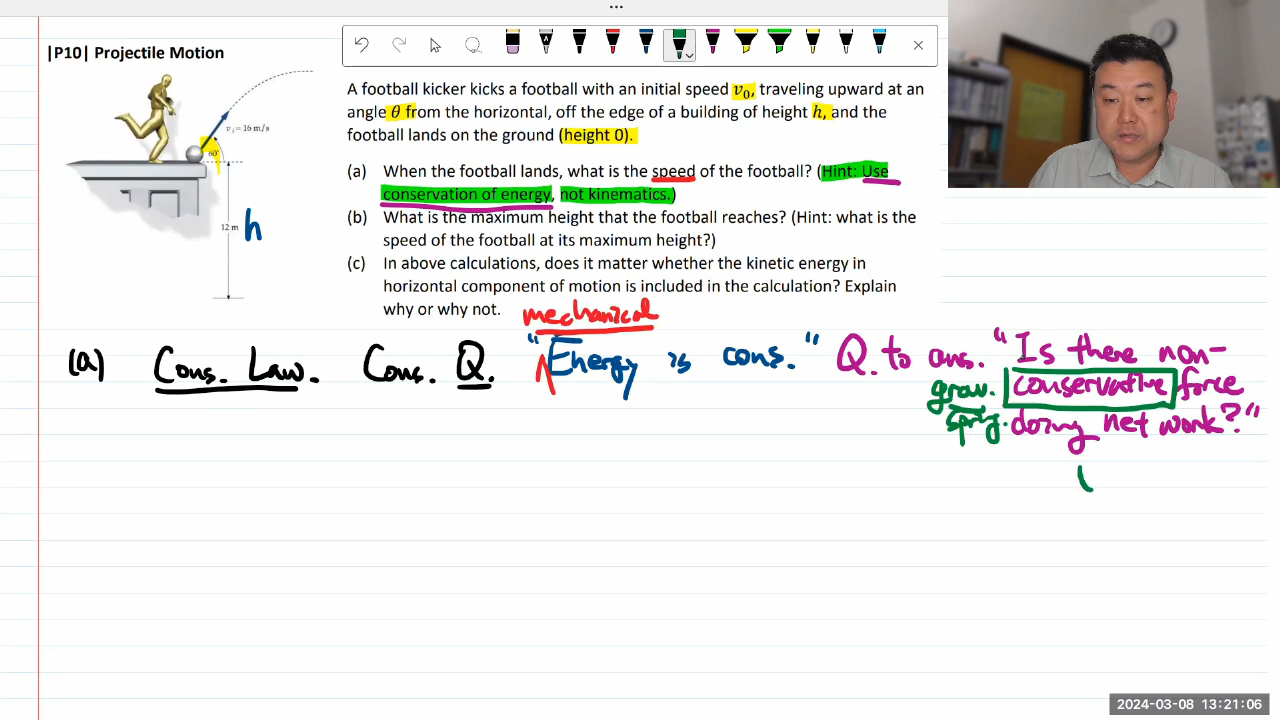 |P10| Projectile Motion
v₁ = 16 m/s
60°
12 m
h
A football kicker kicks a football with an initial speed v₀, traveling upward at an
angle θ from the horizontal, off the edge of a building of height h, and the
football lands on the ground (height 0).
(a) When the football lands, what is the speed of the football? (Hint: Use
conservation of energy, not kinematics.)
(b) What is the maximum height that the football reaches? (Hint: what is the
speed of the football at its maximum height?)
(c) In above calculations, does it matter whether the kinetic energy in
horizontal component of motion is included in the calculation? Explain
why or why not.
mechanical
(a) Cons. Law. Cons. Q. "Energy is cons." Q. to ans. "Is there non-
grav. conservative force
spring. doing net work?"
2024-03-08 13:21:06